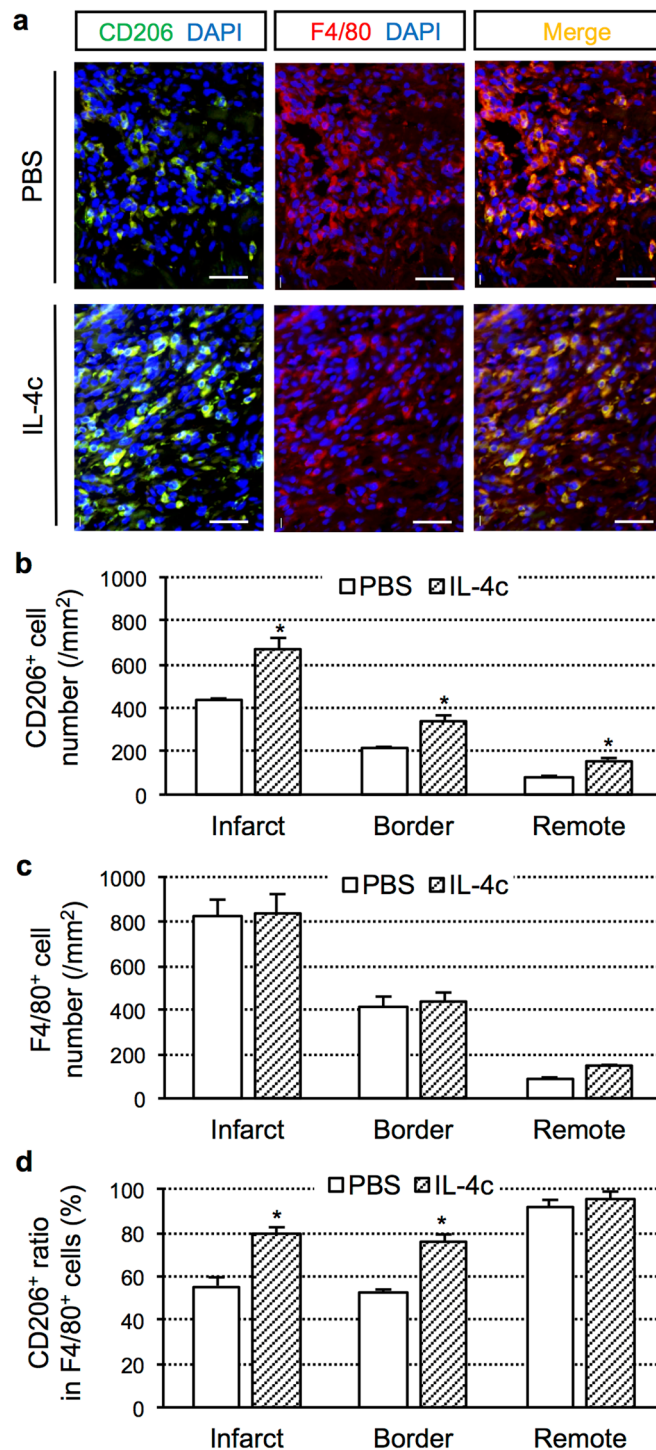 a
CD206 DAPI
F4/80 DAPI
Merge
PBS
IL-4c
b
CD206⁺ cell
number (/mm²)
1000
800
600
400
200
0
PBS IL-4c
*
*
*
Infarct Border Remote
c
F4/80⁺ cell
number (/mm²)
1000
800
600
400
200
0
PBS IL-4c
Infarct Border Remote
d
CD206⁺ ratio
in F4/80⁺ cells (%)
100
80
60
40
20
0
PBS IL-4c
*
*
Infarct Border Remote